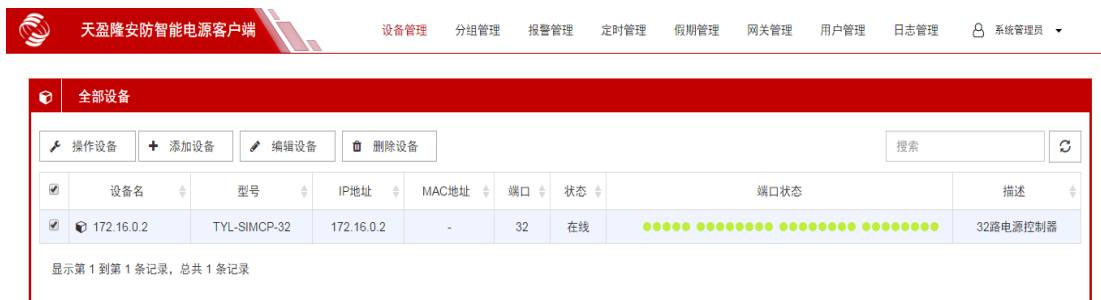 天盈隆安防智能电源客户端 设备管理 分组管理 报警管理 定时管理 假期管理 网关管理 用户管理 日志管理 系统管理员
全部设备
操作设备 添加设备 编辑设备 删除设备 搜索
设备名 型号 IP地址 MAC地址 端口 状态 端口状态 描述
172.16.0.2 TYL-SIMCP-32 172.16.0.2 - 32 在线 32路电源控制器
显示第 1 到第 1 条记录，总共 1 条记录